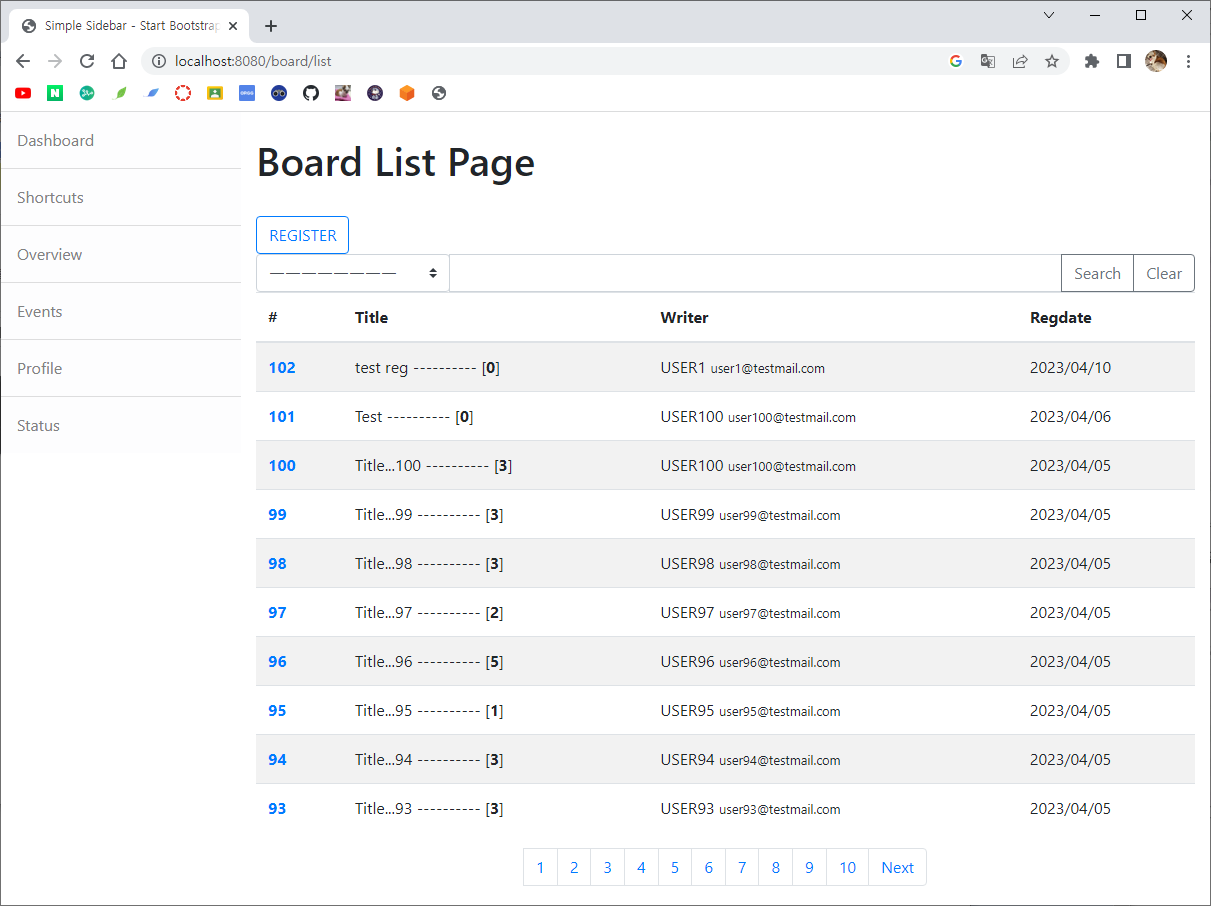 Simple Sidebar - Start Bootstrap
localhost:8080/board/list
Dashboard
Shortcuts
Overview
Events
Profile
Status
Board List Page
REGISTER
———————— Search Clear
# Title Writer Regdate
102 test reg ---------- [0] USER1 user1@testmail.com 2023/04/10
101 Test ---------- [0] USER100 user100@testmail.com 2023/04/06
100 Title...100 ---------- [3] USER100 user100@testmail.com 2023/04/05
99 Title...99 ---------- [3] USER99 user99@testmail.com 2023/04/05
98 Title...98 ---------- [3] USER98 user98@testmail.com 2023/04/05
97 Title...97 ---------- [2] USER97 user97@testmail.com 2023/04/05
96 Title...96 ---------- [5] USER96 user96@testmail.com 2023/04/05
95 Title...95 ---------- [1] USER95 user95@testmail.com 2023/04/05
94 Title...94 ---------- [3] USER94 user94@testmail.com 2023/04/05
93 Title...93 ---------- [3] USER93 user93@testmail.com 2023/04/05
1 2 3 4 5 6 7 8 9 10 Next